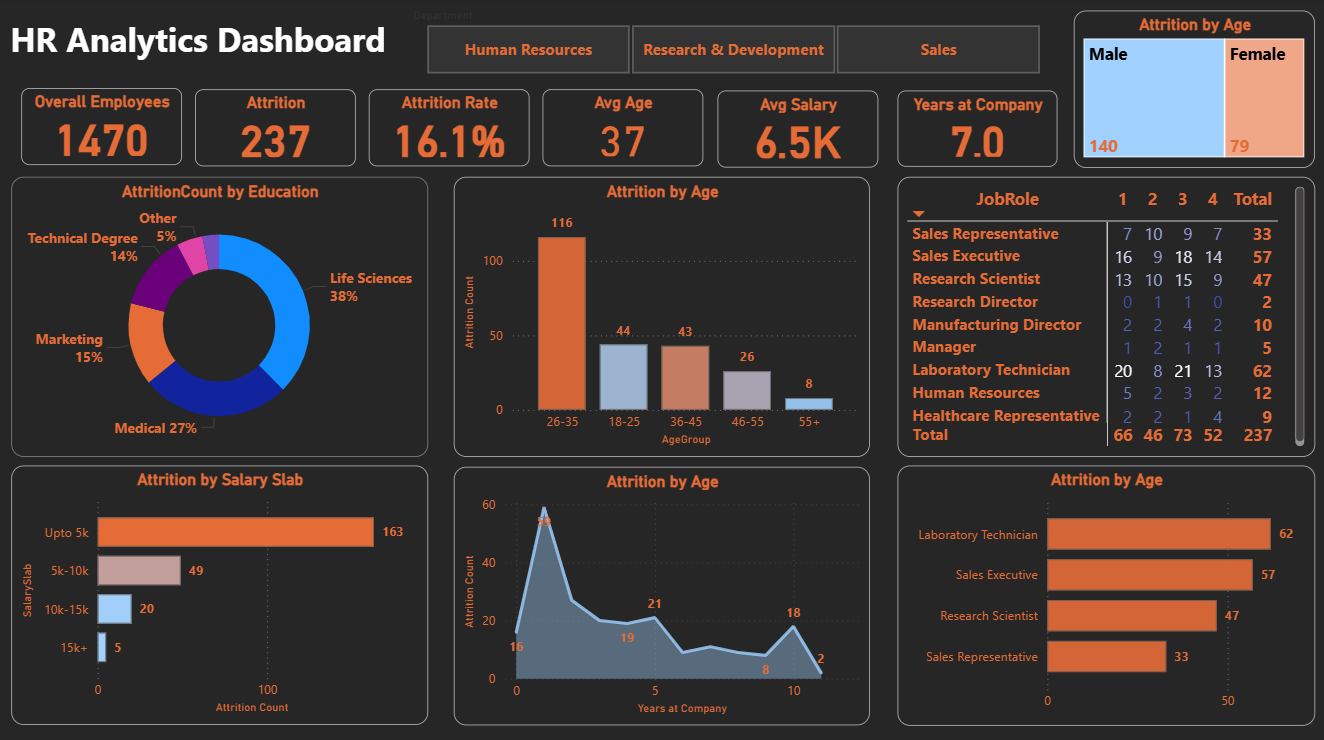 Department
HR Analytics Dashboard
Human Resources
Research & Development
Sales
Attrition by Age
Male
Female
140
79
Overall Employees
1470
Attrition
237
Attrition Rate
16.1%
Avg Age
37
Avg Salary
6.5K
Years at Company
7.0
AttritionCount by Education
Other
5%
Technical Degree
14%
Life Sciences
38%
Marketing
15%
Medical 27%
Attrition by Age
116
44
43
26
8
100
50
0
Attrition Count
26-35 18-25 36-45 46-55 55+
AgeGroup
JobRole 1 2 3 4 Total
Sales Representative 7 10 9 7 33
Sales Executive 16 9 18 14 57
Research Scientist 13 10 15 9 47
Research Director 0 1 1 0 2
Manufacturing Director 2 2 4 2 10
Manager 1 2 1 1 5
Laboratory Technician 20 8 21 13 62
Human Resources 5 2 3 2 12
Healthcare Representative 2 2 1 4 9
Total 66 46 73 52 237
Attrition by Salary Slab
SalarySlab
Upto 5k 163
5k-10k 49
10k-15k 20
15k+ 5
0 100
Attrition Count
Attrition by Age
60
40
20
0
Attrition Count
16
59
19
21
8
18
2
0 5 10
Years at Company
Attrition by Age
Laboratory Technician 62
Sales Executive 57
Research Scientist 47
Sales Representative 33
0 50